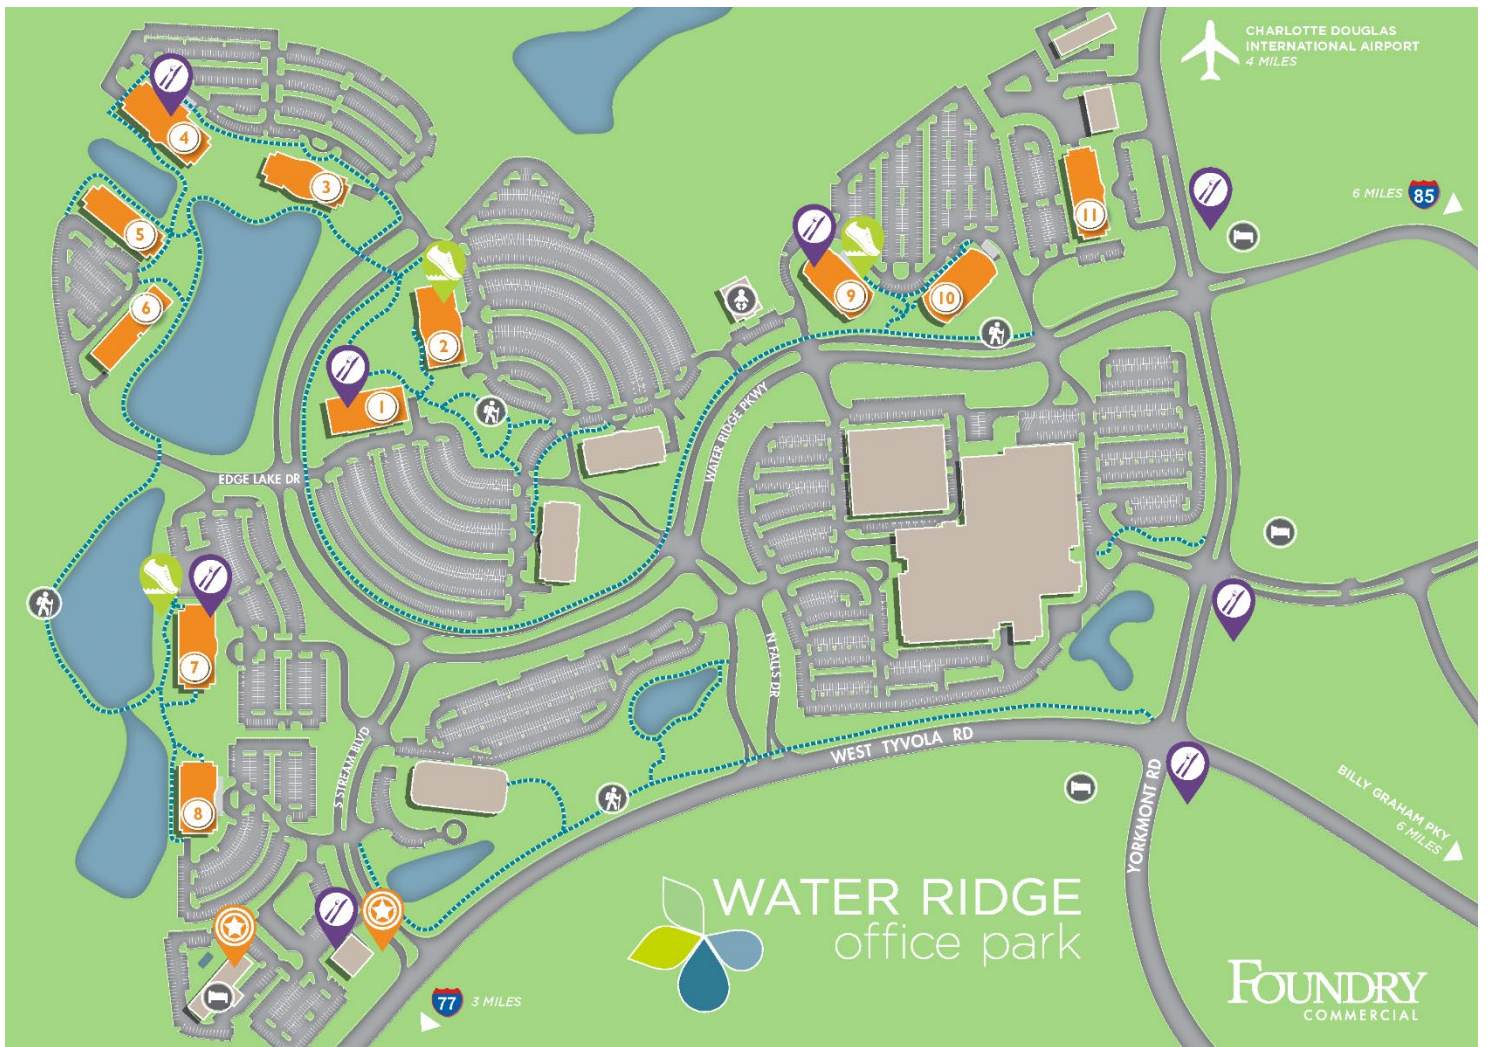 CHARLOTTE DOUGLAS
INTERNATIONAL AIRPORT
4 MILES
6 MILES 85
4
3
5
6
2
1
9
10
11
EDGE LAKE DR
WATER RIDGE PKWY
N FALLS DR
7
8
S STREAM BLVD
WEST TYVOLA RD
YORKMONT RD
BILLY GRAHAM PKY
6 MILES
WATER RIDGE
office park
77 3 MILES
FOUNDRY
COMMERCIAL